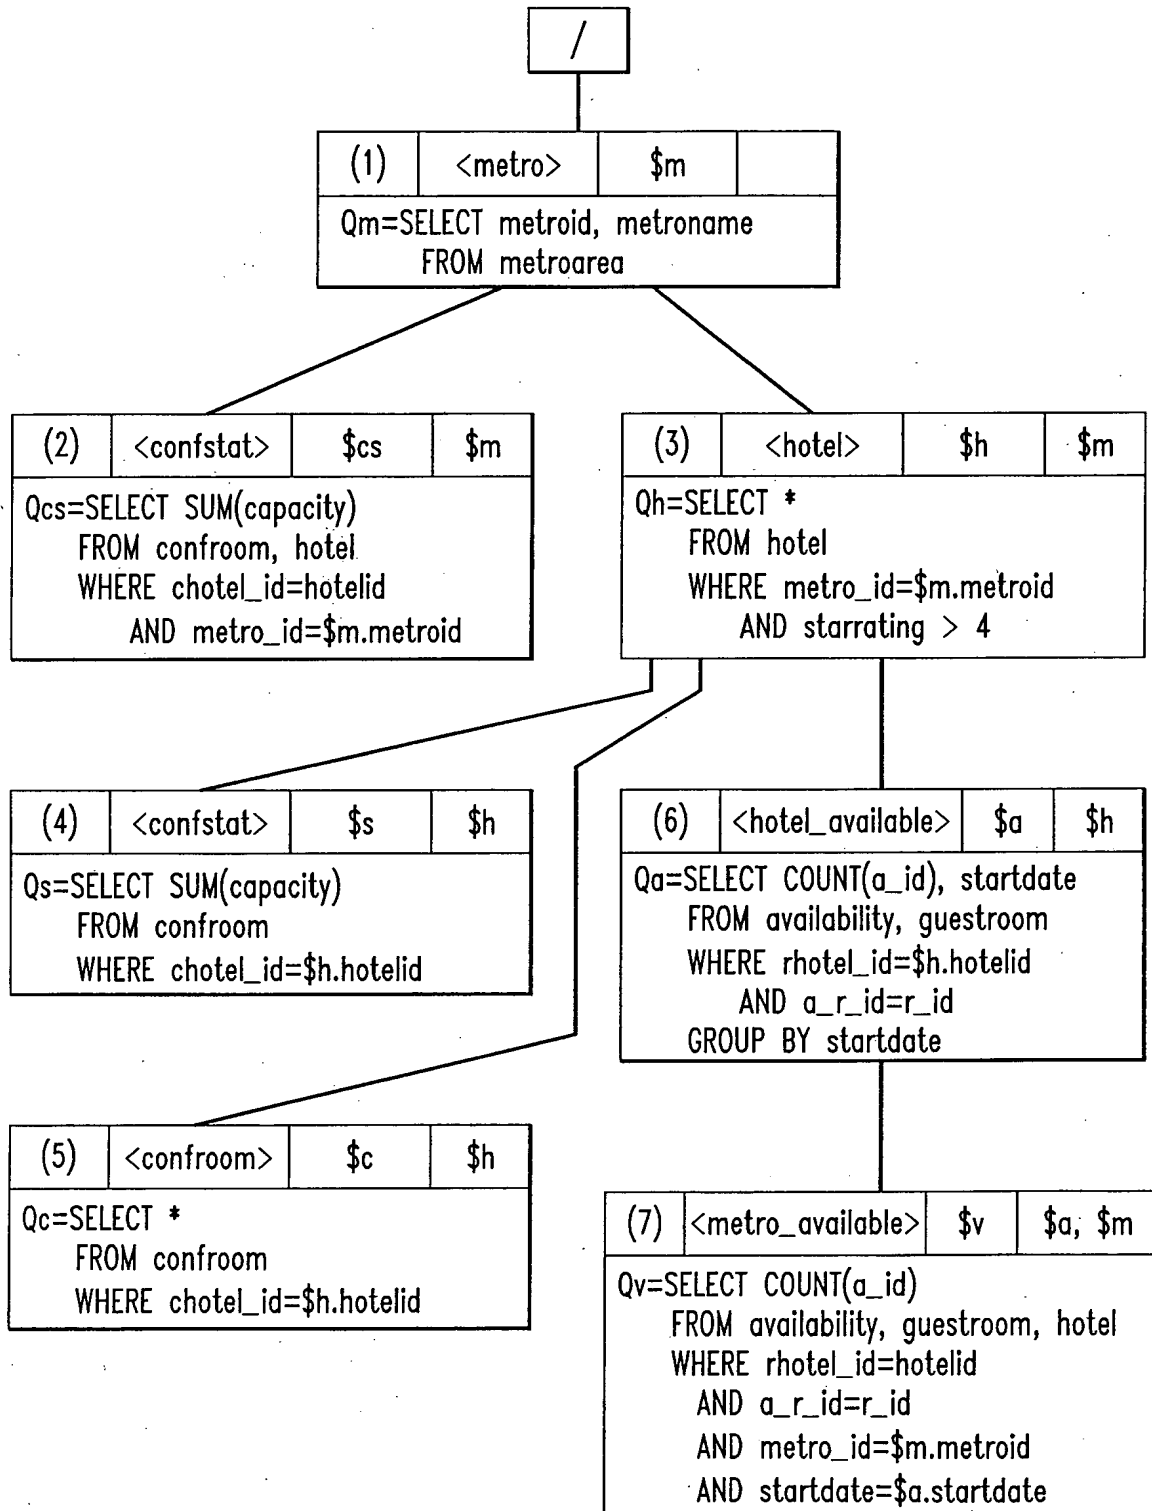 /
(1) <metro> $m
Qm=SELECT metroid, metroname
FROM metroarea
(2) <confstat> $cs $m
Qcs=SELECT SUM(capacity)
FROM confroom, hotel
WHERE chotel_id=hotelid
AND metro_id=$m.metroid
(3) <hotel> $h $m
Qh=SELECT *
FROM hotel
WHERE metro_id=$m.metroid
AND starrating > 4
(4) <confstat> $s $h
Qs=SELECT SUM(capacity)
FROM confroom
WHERE chotel_id=$h.hotelid
(5) <confroom> $c $h
Qc=SELECT *
FROM confroom
WHERE chotel_id=$h.hotelid
(6) <hotel_available> $a $h
Qa=SELECT COUNT(a_id), startdate
FROM availability, guestroom
WHERE rhotel_id=$h.hotelid
AND a_r_id=r_id
GROUP BY startdate
(7) <metro_available> $v $a, $m
Qv=SELECT COUNT(a_id)
FROM availability, guestroom, hotel
WHERE rhotel_id=hotelid
AND a_r_id=r_id
AND metro_id=$m.metroid
AND startdate=$a.startdate